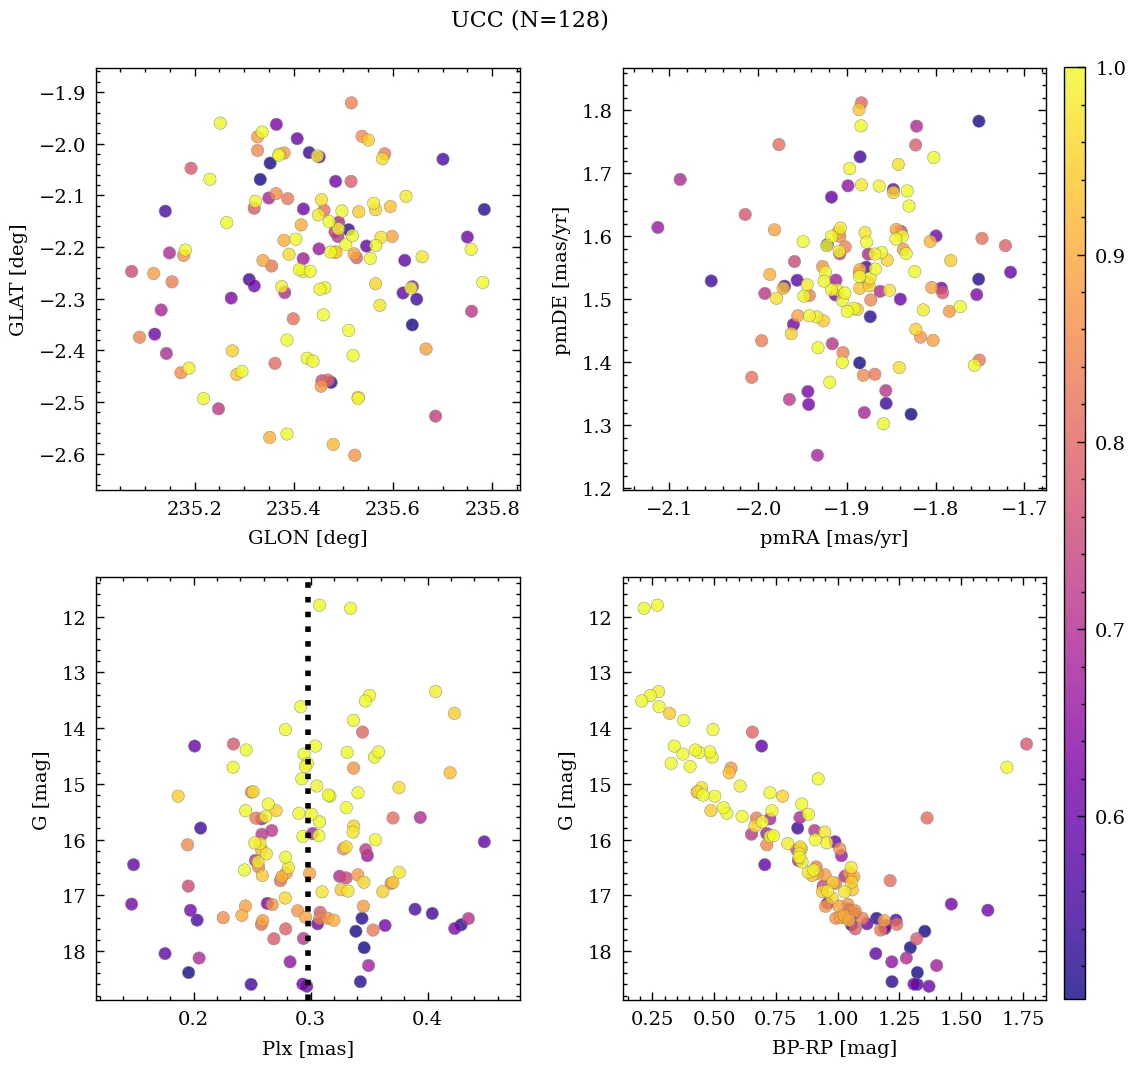 UCC (N=128)
−1.9
−2.0
−2.1
−2.2
−2.3
−2.4
−2.5
−2.6
GLAT [deg]
235.2 235.4 235.6 235.8
GLON [deg]
1.8
1.7
1.6
1.5
1.4
1.3
1.2
pmDE [mas/yr]
−2.1 −2.0 −1.9 −1.8 −1.7
pmRA [mas/yr]
12
13
14
15
16
17
18
G [mag]
0.2 0.3 0.4
Plx [mas]
12
13
14
15
16
17
18
G [mag]
0.25 0.50 0.75 1.00 1.25 1.50 1.75
BP-RP [mag]
1.0
0.9
0.8
0.7
0.6